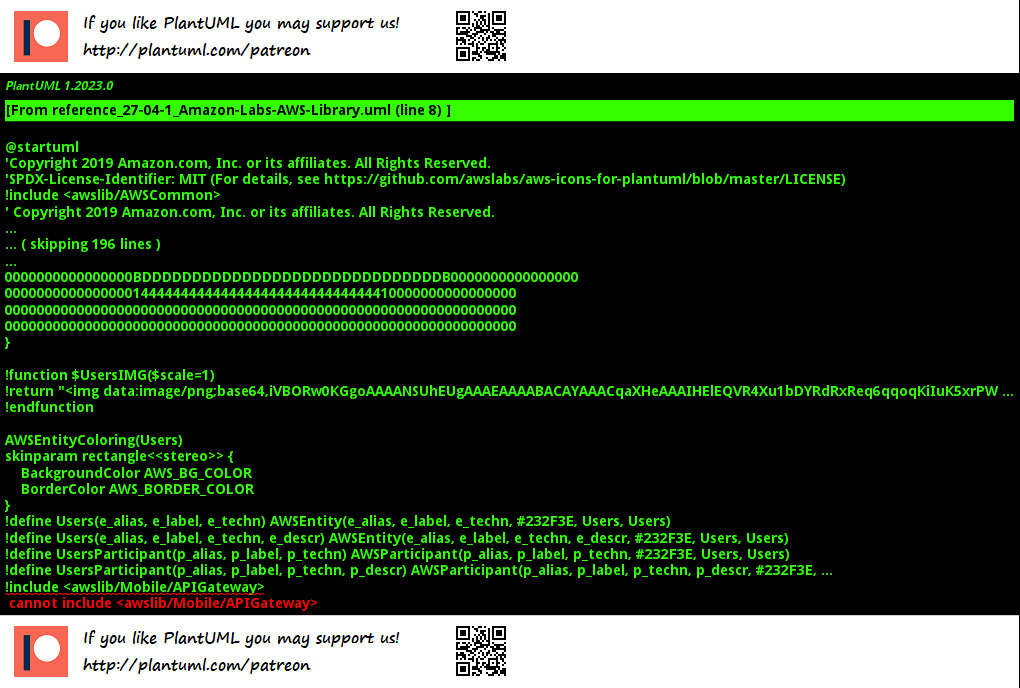 If you like PlantUML you may support us!
http://plantuml.com/patreon
PlantUML 1.2023.0
[From reference_27-04-1_Amazon-Labs-AWS-Library.uml (line 8) ]
@startuml
'Copyright 2019 Amazon.com, Inc. or its affiliates. All Rights Reserved.
'SPDX-License-Identifier: MIT (For details, see https://github.com/awslabs/aws-icons-for-plantuml/blob/master/LICENSE)
!include <awslib/AWSCommon>
' Copyright 2019 Amazon.com, Inc. or its affiliates. All Rights Reserved.
...
... ( skipping 196 lines )
...
0000000000000000BDDDDDDDDDDDDDDDDDDDDDDDDDDDDDDB0000000000000000
0000000000000000144444444444444444444444444444410000000000000000
0000000000000000000000000000000000000000000000000000000000000000
0000000000000000000000000000000000000000000000000000000000000000
}
!function $UsersIMG($scale=1)
!return "<img data:image/png;base64,iVBORw0KGgoAAAANSUhEUgAAAEAAAABACAYAAACqaXHeAAAIHElEQVR4Xu1bDYRdRxReq6qqoqKiIuK5xrPW ...
!endfunction
AWSEntityColoring(Users)
skinparam rectangle<<stereo>> {
BackgroundColor AWS_BG_COLOR
BorderColor AWS_BORDER_COLOR
}
!define Users(e_alias, e_label, e_techn) AWSEntity(e_alias, e_label, e_techn, #232F3E, Users, Users)
!define Users(e_alias, e_label, e_techn, e_descr) AWSEntity(e_alias, e_label, e_techn, e_descr, #232F3E, Users, Users)
!define UsersParticipant(p_alias, p_label, p_techn) AWSParticipant(p_alias, p_label, p_techn, #232F3E, Users, Users)
!define UsersParticipant(p_alias, p_label, p_techn, p_descr) AWSParticipant(p_alias, p_label, p_techn, p_descr, #232F3E, ...
!include <awslib/Mobile/APIGateway>
cannot include <awslib/Mobile/APIGateway>
If you like PlantUML you may support us!
http://plantuml.com/patreon